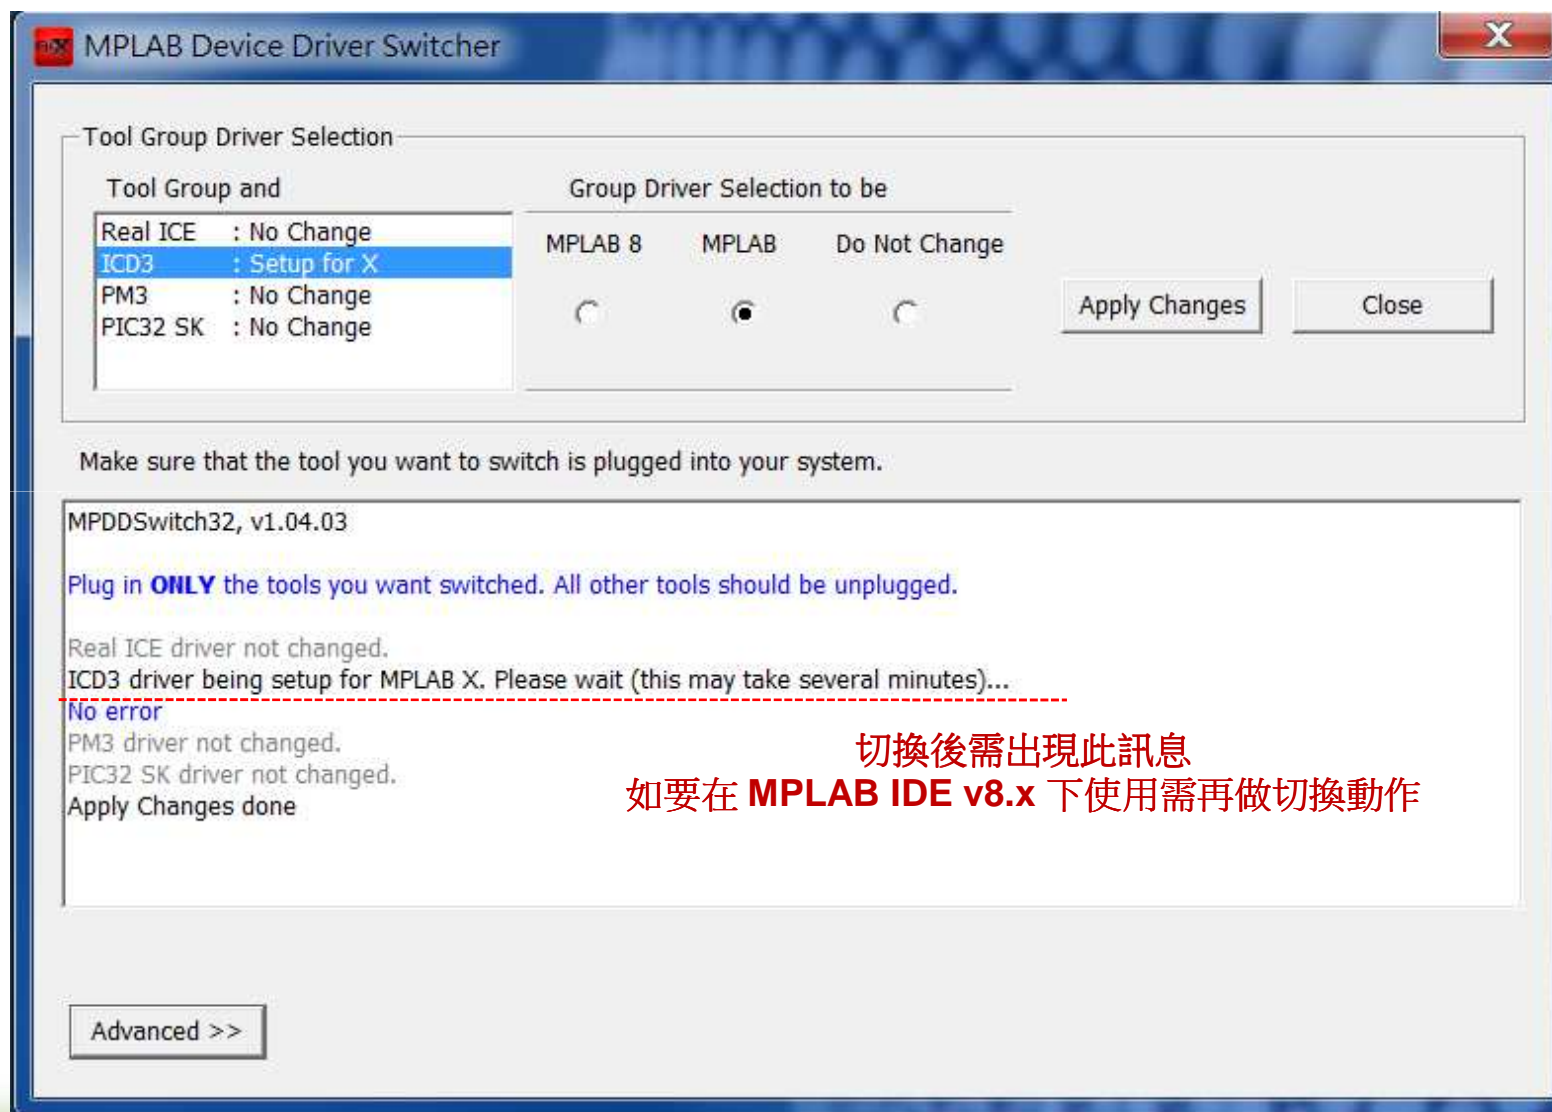 MPLAB Device Driver Switcher
Tool Group Driver Selection
Tool Group and
Group Driver Selection to be
Real ICE : No Change
ICD3 : Setup for X
PM3 : No Change
PIC32 SK : No Change
MPLAB 8 MPLAB Do Not Change
Apply Changes
Close
Make sure that the tool you want to switch is plugged into your system.
MPDDSwitch32, v1.04.03
Plug in ONLY the tools you want switched. All other tools should be unplugged.
Real ICE driver not changed.
ICD3 driver being setup for MPLAB X. Please wait (this may take several minutes)...
No error
PM3 driver not changed.
PIC32 SK driver not changed.
Apply Changes done
切換後需出現此訊息
如要在 MPLAB IDE v8.x 下使用需再做切換動作
Advanced >>